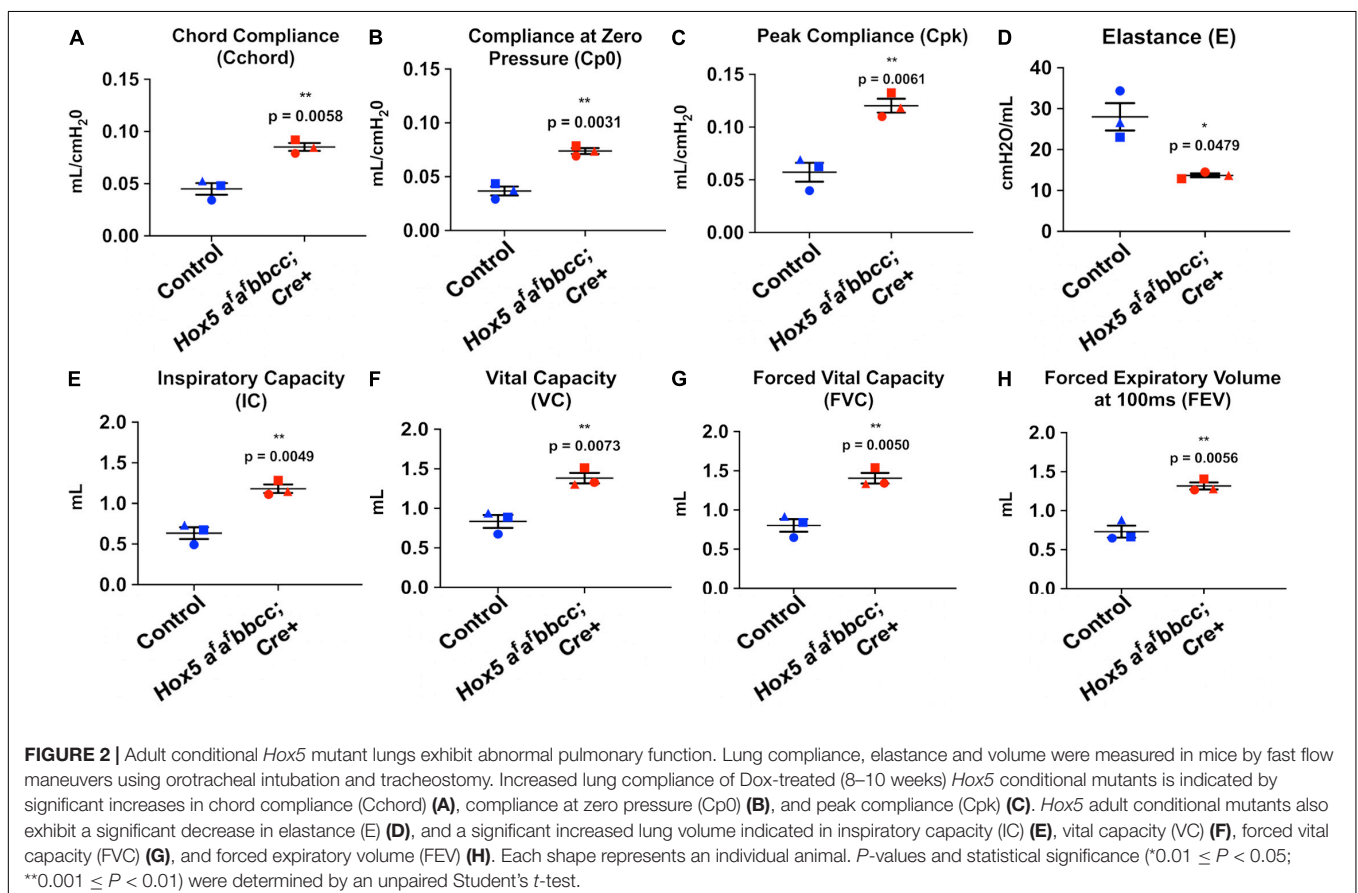 A
Chord Compliance
(Cchord)
mL/cmH₂0
0.15
0.10
0.05
0.00
**
p = 0.0058
Control
Hox5 aᶠaᶠbbcc;
Cre+
B
Compliance at Zero
Pressure (Cp0)
mL/cmH₂0
0.15
0.10
0.05
0.00
**
p = 0.0031
Control
Hox5 aᶠaᶠbbcc;
Cre+
C
Peak Compliance (Cpk)
mL/cmH₂0
0.15
0.10
0.05
0.00
**
p = 0.0061
Control
Hox5 aᶠaᶠbbcc;
Cre+
D
Elastance (E)
cmH2O/mL
40
30
20
10
0
*
p = 0.0479
Control
Hox5 aᶠaᶠbbcc;
Cre+
E
Inspiratory Capacity
(IC)
mL
2.0
1.5
1.0
0.5
0.0
**
p = 0.0049
Control
Hox5 aᶠaᶠbbcc;
Cre+
F
Vital Capacity
(VC)
mL
2.0
1.5
1.0
0.5
0.0
**
p = 0.0073
Control
Hox5 aᶠaᶠbbcc;
Cre+
G
Forced Vital Capacity
(FVC)
mL
2.0
1.5
1.0
0.5
0.0
**
p = 0.0050
Control
Hox5 aᶠaᶠbbcc;
Cre+
H
Forced Expiratory Volume
at 100ms (FEV)
mL
2.0
1.5
1.0
0.5
0.0
**
p = 0.0056
Control
Hox5 aᶠaᶠbbcc;
Cre+
FIGURE 2 | Adult conditional Hox5 mutant lungs exhibit abnormal pulmonary function. Lung compliance, elastance and volume were measured in mice by fast flow
maneuvers using orotracheal intubation and tracheostomy. Increased lung compliance of Dox-treated (8–10 weeks) Hox5 conditional mutants is indicated by
significant increases in chord compliance (Cchord) (A), compliance at zero pressure (Cp0) (B), and peak compliance (Cpk) (C). Hox5 adult conditional mutants also
exhibit a significant decrease in elastance (E) (D), and a significant increased lung volume indicated in inspiratory capacity (IC) (E), vital capacity (VC) (F), forced vital
capacity (FVC) (G), and forced expiratory volume (FEV) (H). Each shape represents an individual animal. P-values and statistical significance (*0.01 ≤ P < 0.05;
**0.001 ≤ P < 0.01) were determined by an unpaired Student's t-test.